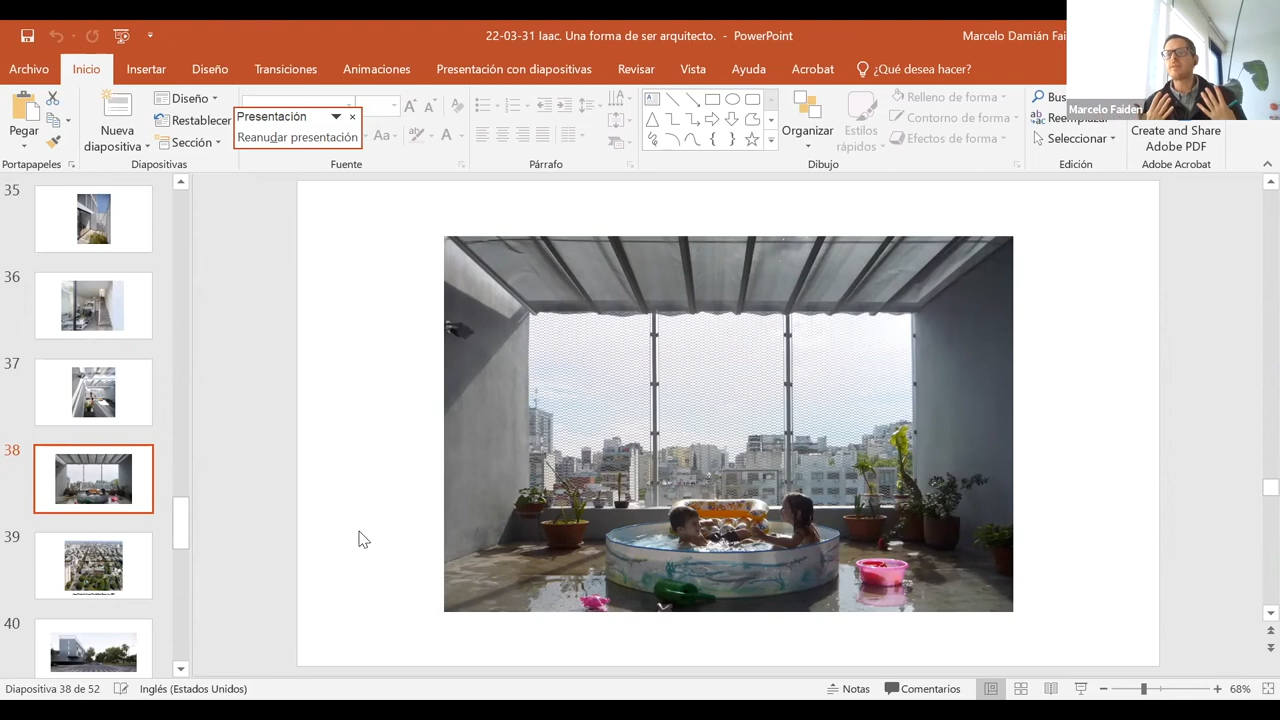 22-03-31 Iaac. Una forma de ser arquitecto. - PowerPoint
Marcelo Damián Fai
Archivo Inicio Insertar Diseño Transiciones Animaciones Presentación con diapositivas Revisar Vista Ayuda Acrobat ¿Qué desea hacer?
Marcelo Faiden
Pegar
Nueva diapositiva
Diseño
Restablecer
Sección
Presentación
Reanudar presentación
Organizar
Estilos rápidos
Relleno de forma
Contorno de forma
Efectos de forma
Bus
Reemplazar
Seleccionar
Create and Share
Adobe PDF
Portapapeles Diapositivas Fuente Párrafo Dibujo Edición Adobe Acrobat
35
36
37
38
39
40
Diapositiva 38 de 52 Inglés (Estados Unidos) Notas Comentarios 68%